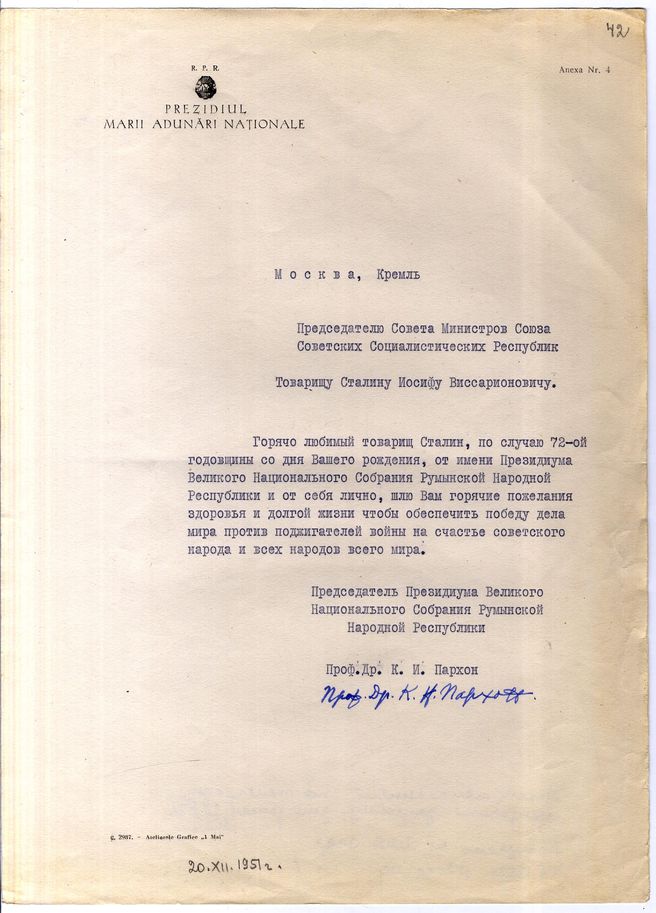 42
Anexa Nr. 4
R. P. R.
PREZIDIUL
MARII ADUNĂRI NAȚIONALE
Москва, Кремль
Председателю Совета Министров Союза
Советских Социалистических Республик
Товарищу Сталину Иосифу Виссарионовичу.
Горячо любимый товарищ Сталин, по случаю 72-ой
годовщины со дня Вашего рождения, от имени Президиума
Великого Национального Собрания Румынской Народной
Республики и от себя лично, шлю Вам горячие пожелания
здоровья и долгой жизни чтобы обеспечить победу дела
мира против поджигателей войны на счастье советского
народа и всех народов всего мира.
Председатель Президиума Великого
Национального Собрания Румынской
Народной Республики
Проф.Др. К. И. Пархон
Проф. Др. К. И. Пархон.
g. 2987. - Atelierele Grafice „1 Mai"
20.XII.1951г.